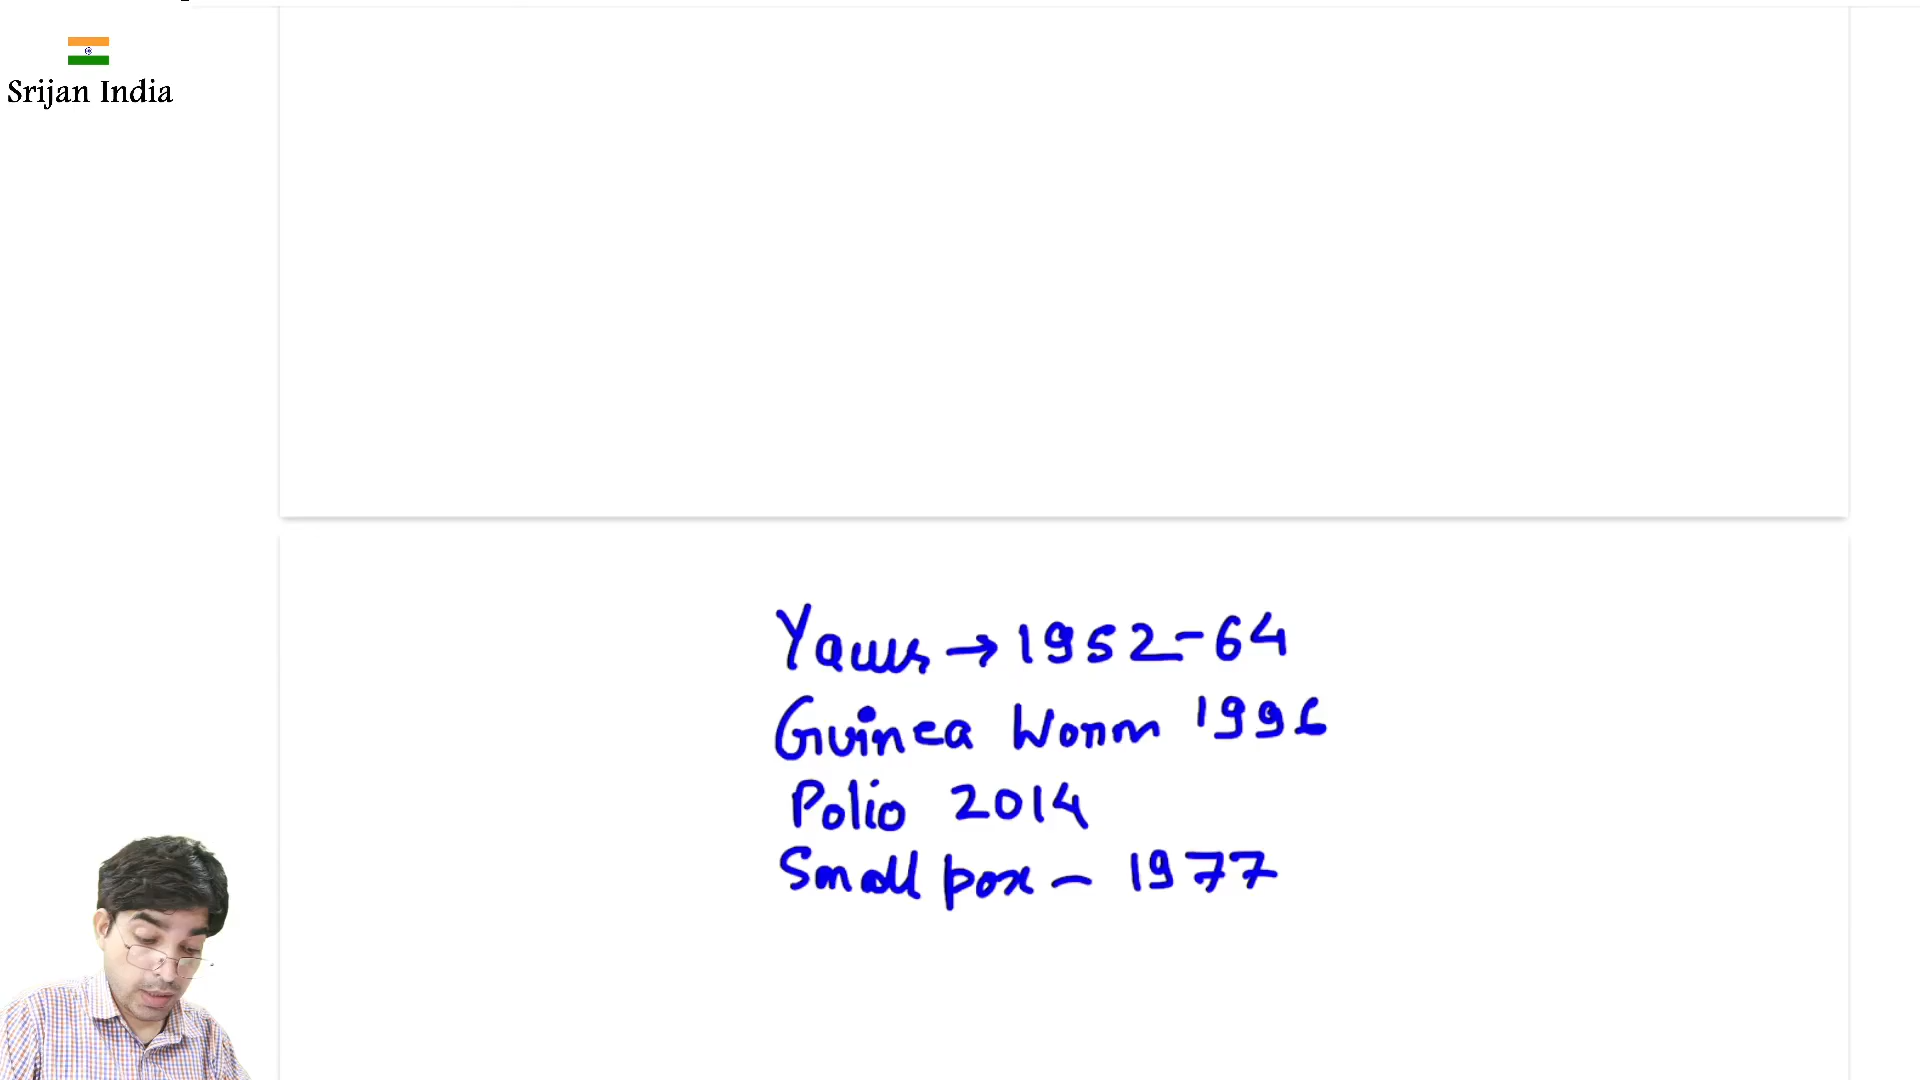 Srijan India
Yaws → 1952-64
Guinea Worm 1996
Polio 2014
Small pox - 1977